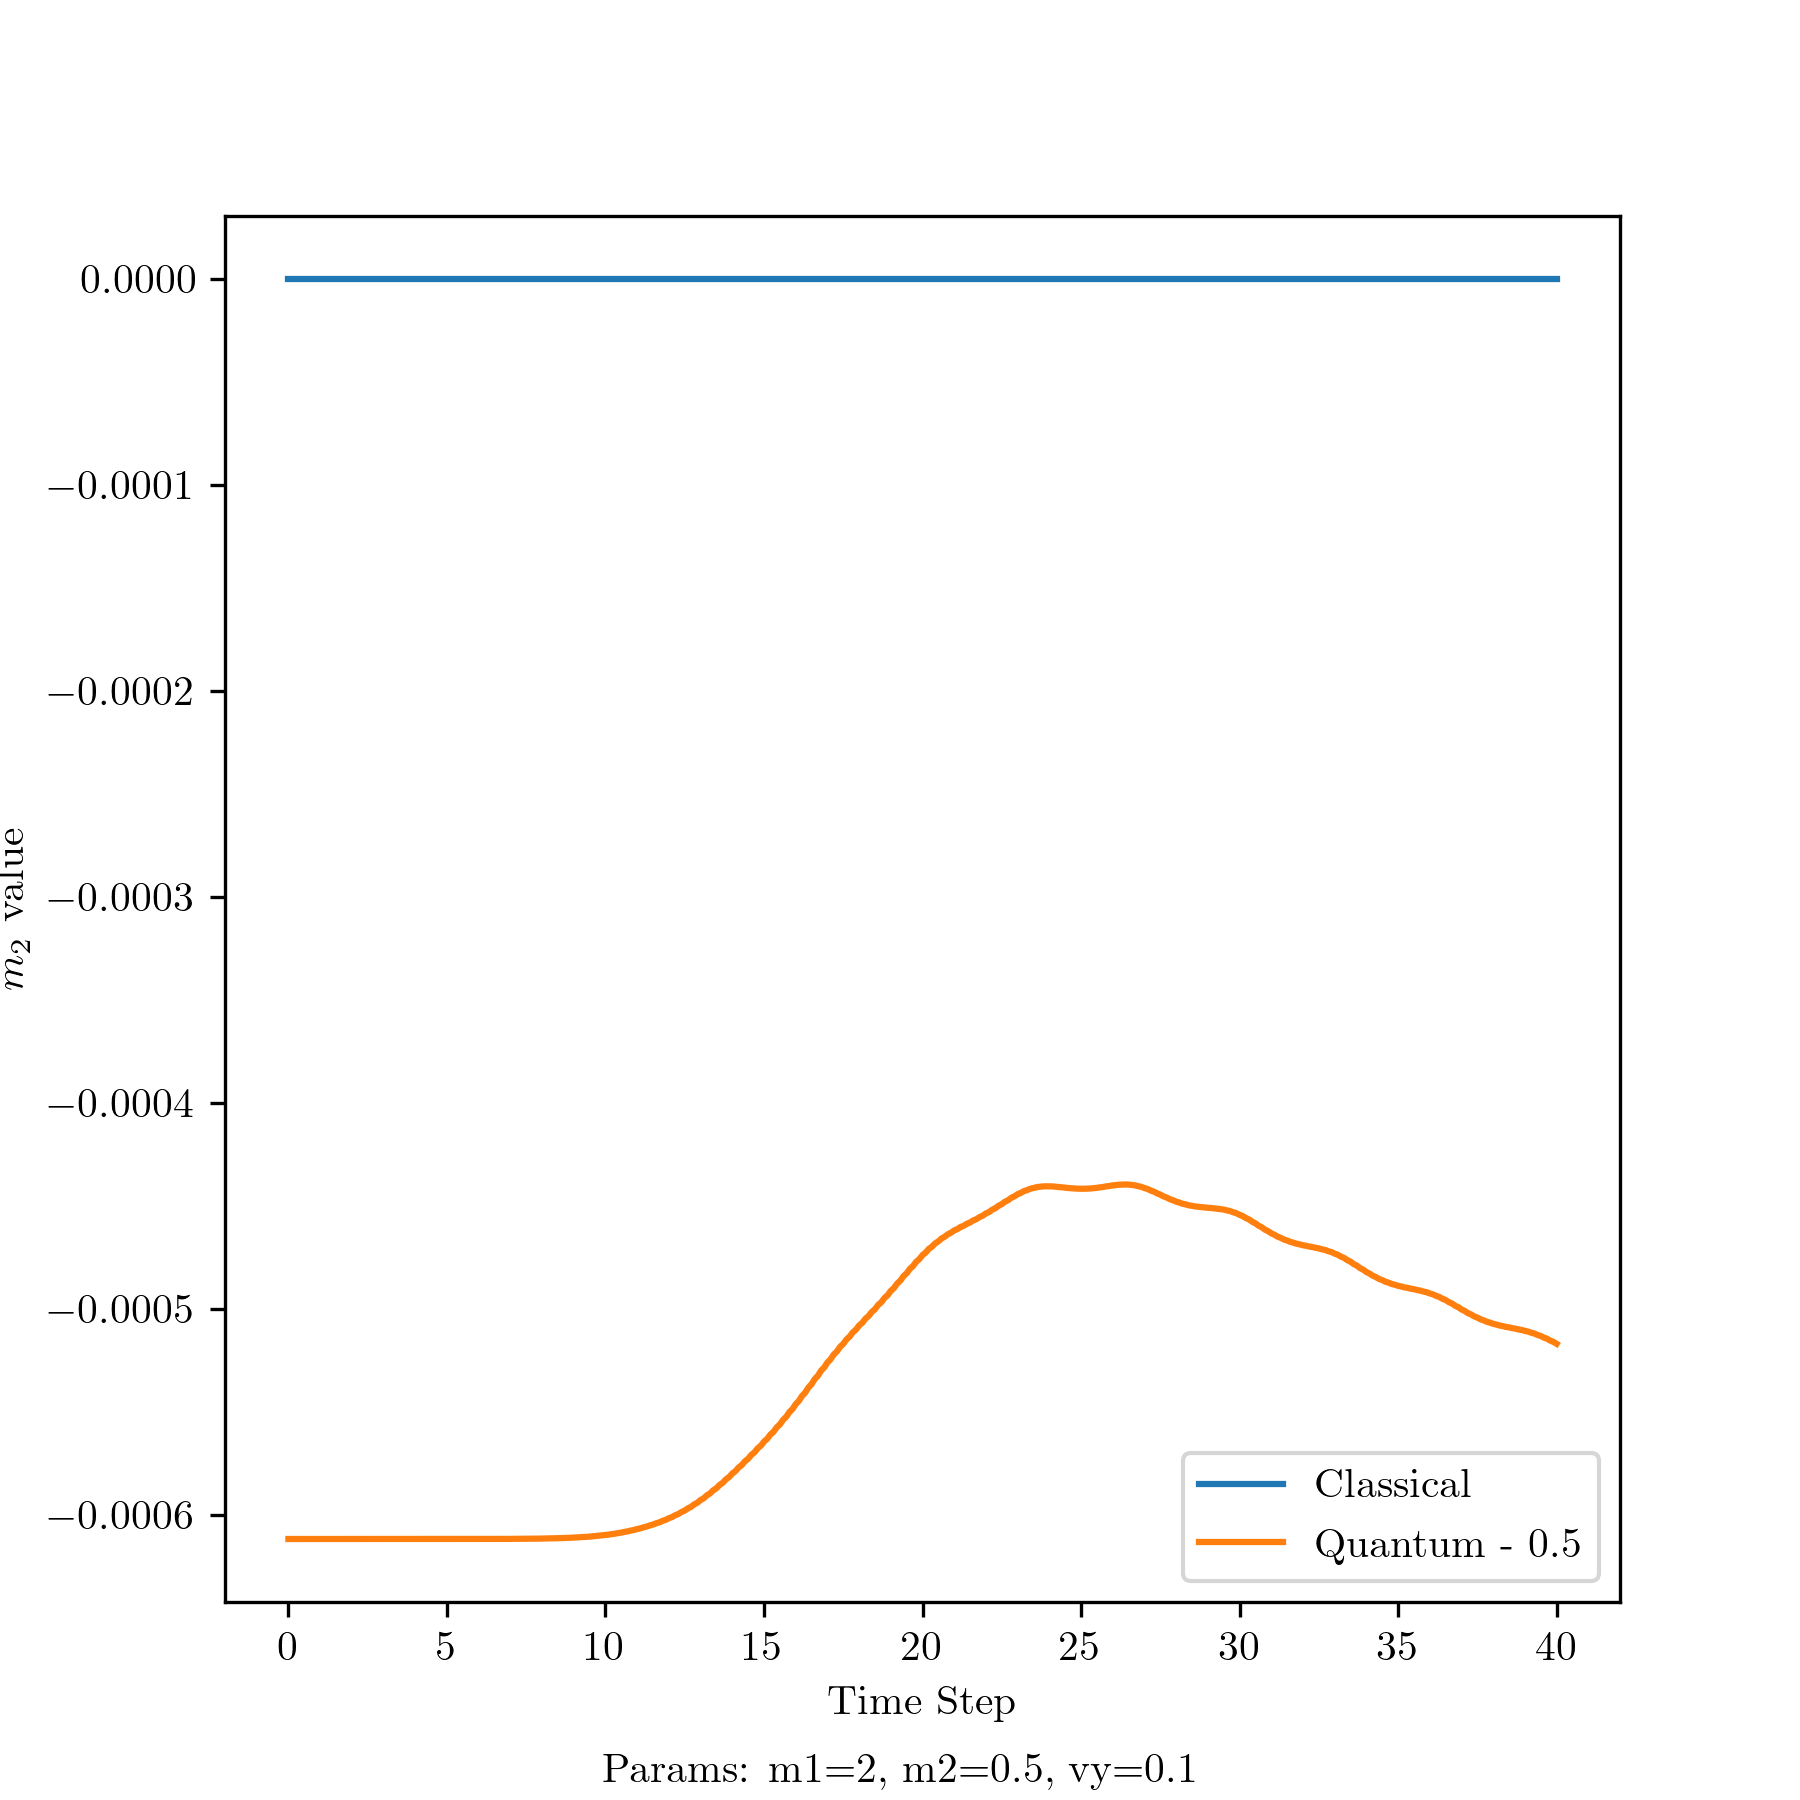 0.0000
−0.0001
−0.0002
−0.0003
−0.0004
−0.0005
−0.0006
m₂ value
Classical
Quantum - 0.5
0 5 10 15 20 25 30 35 40
Time Step
Params: m1=2, m2=0.5, vy=0.1